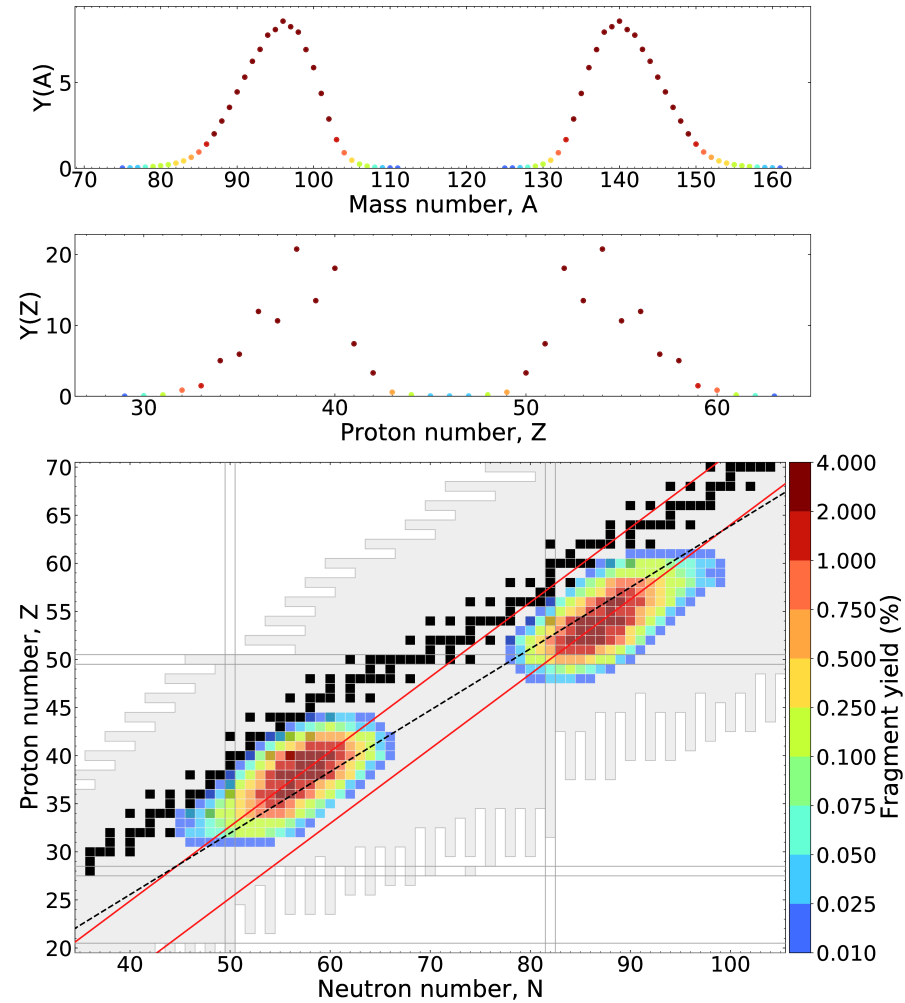 5
0
Y(A)
70 80 90 100 110 120 130 140 150 160
Mass number, A
20
10
0
Y(Z)
30 40 50 60
Proton number, Z
70
65
60
55
50
45
40
35
30
25
20
Proton number, Z
40 50 60 70 80 90 100
Neutron number, N
4.000
2.000
1.000
0.750
0.500
0.250
0.100
0.075
0.050
0.025
0.010
Fragment yield (%)